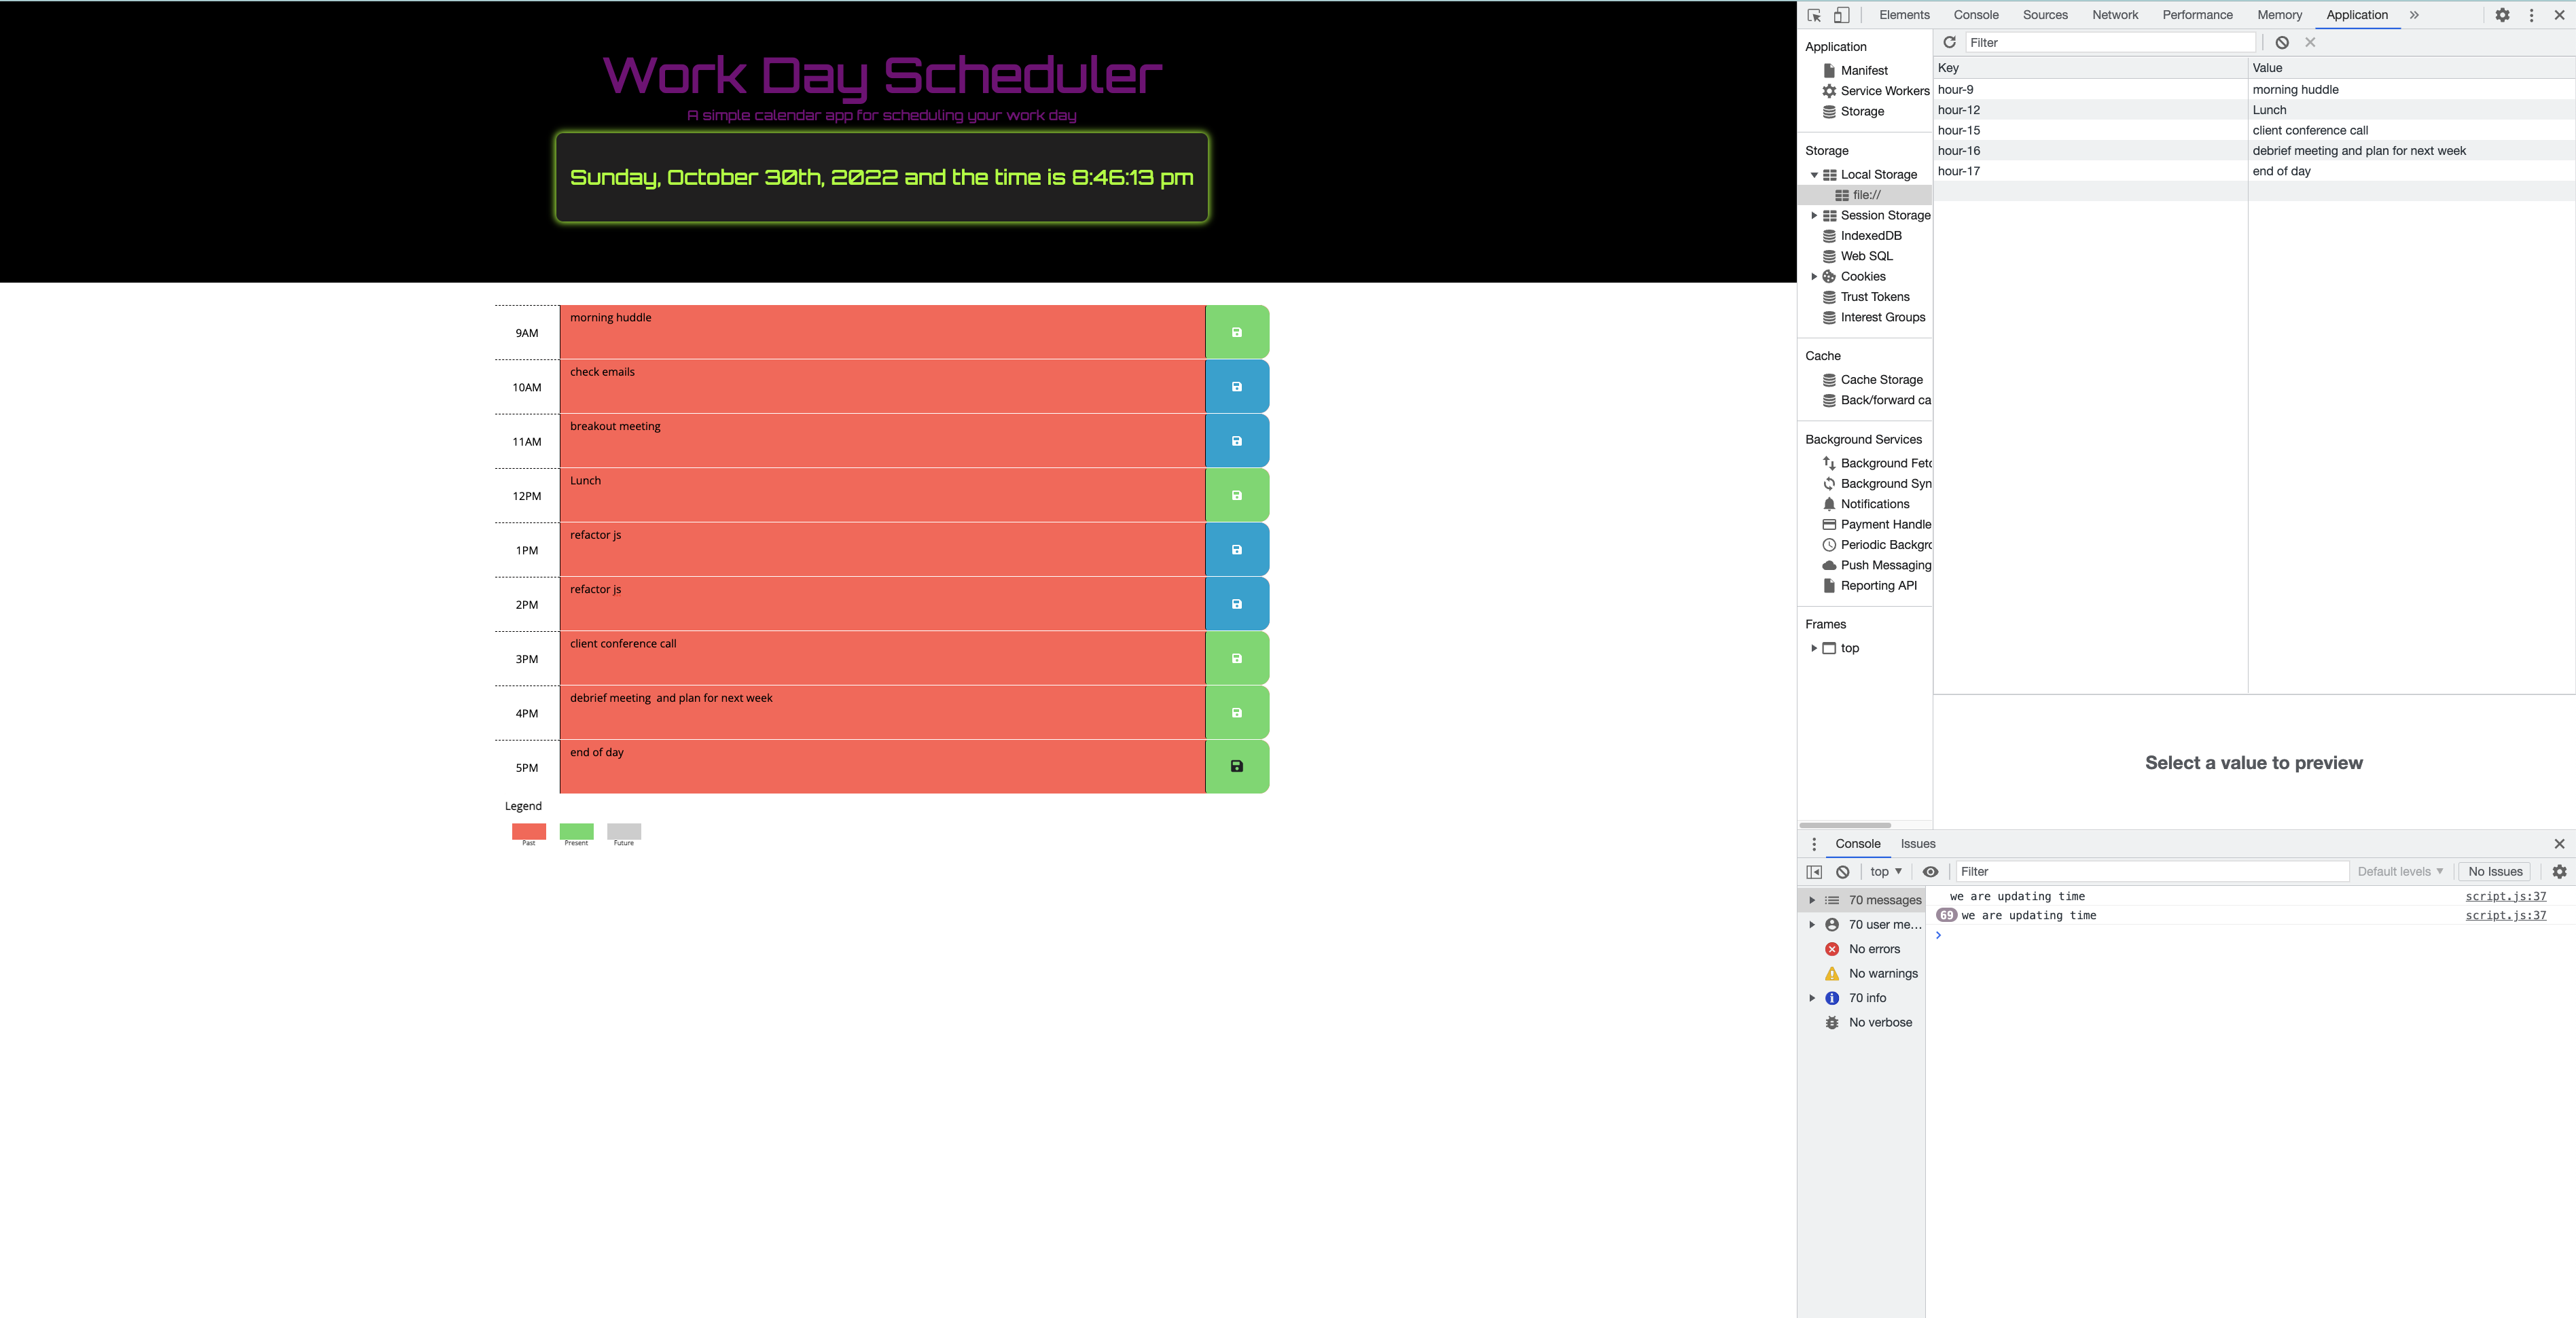 Work Day Scheduler
A simple calendar app for scheduling your work day
Sunday, October 30th, 2022 and the time is 8:46:13 pm
9AM morning huddle
10AM check emails
11AM breakout meeting
12PM Lunch
1PM refactor js
2PM refactor js
3PM client conference call
4PM debrief meeting  and plan for next week
5PM end of day
Legend
Past Present Future
Elements Console Sources Network Performance Memory Application
Application
Manifest
Service Workers
Storage
Storage
Local Storage
file://
Session Storage
IndexedDB
Web SQL
Cookies
Trust Tokens
Interest Groups
Cache
Cache Storage
Back/forward ca
Background Services
Background Fetc
Background Syn
Notifications
Payment Handle
Periodic Backgro
Push Messaging
Reporting API
Frames
top
Filter
Key Value
hour-9 morning huddle
hour-12 Lunch
hour-15 client conference call
hour-16 debrief meeting and plan for next week
hour-17 end of day
Select a value to preview
Console Issues
top Filter Default levels No Issues
70 messages
70 user me...
No errors
No warnings
70 info
No verbose
we are updating time script.js:37
69 we are updating time script.js:37